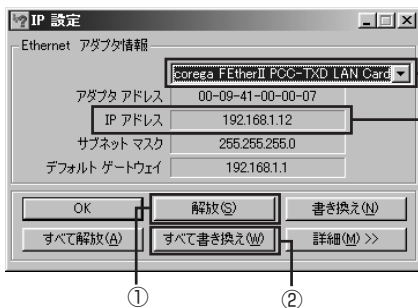 IP 設定
Ethernet アダプタ情報
corega FEtherII PCC-TXD LAN Card
アダプタ アドレス 00-09-41-00-00-07
IP アドレス 192.168.1.12
サブネット マスク 255.255.255.0
デフォルト ゲートウェイ 192.168.1.1
OK 解放(S) 書き換え(N)
すべて解放(A) すべて書き換え(W) 詳細(M) >>
① ②